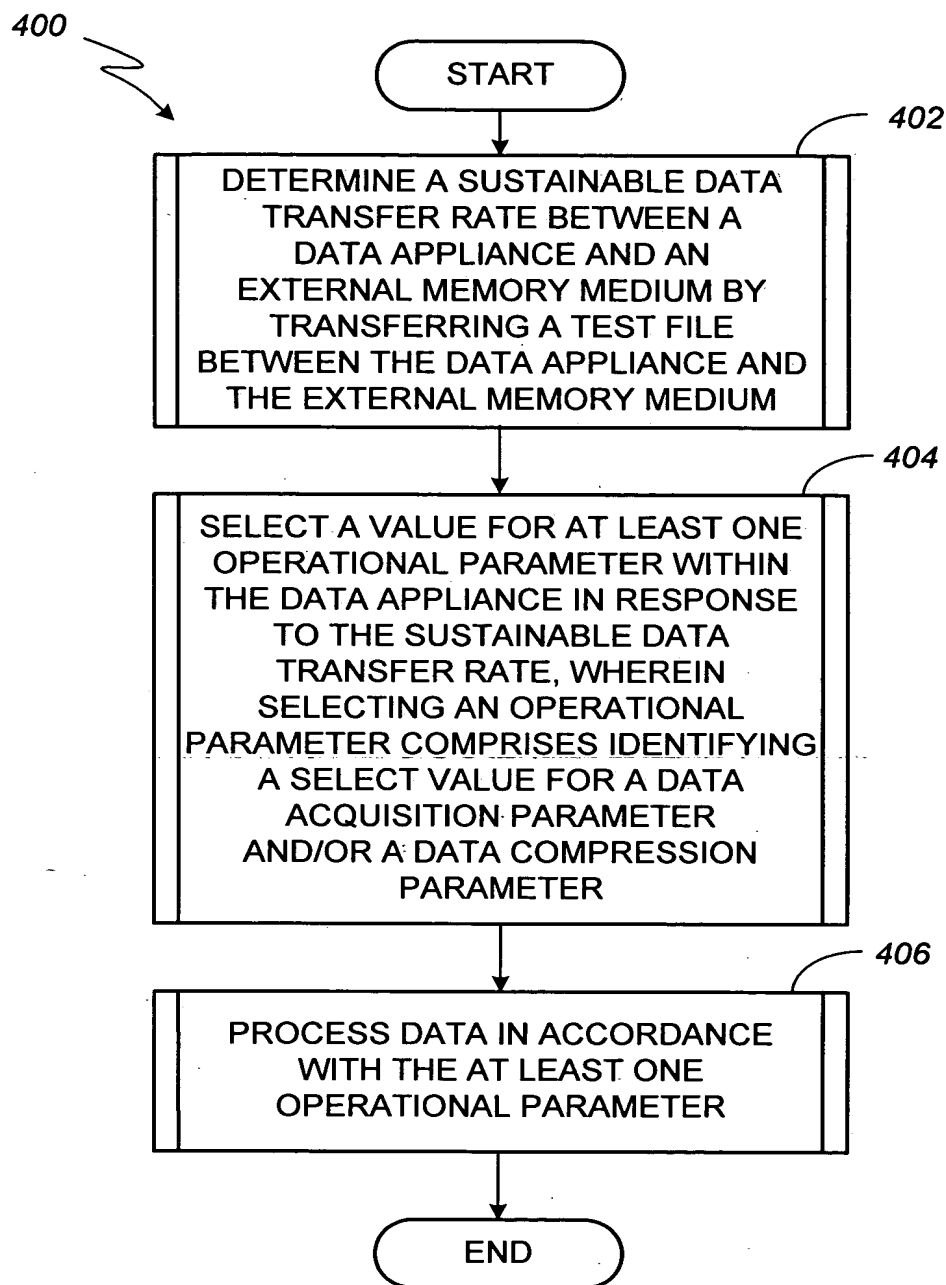 400
START
402
DETERMINE A SUSTAINABLE DATA
TRANSFER RATE BETWEEN A
DATA APPLIANCE AND AN
EXTERNAL MEMORY MEDIUM BY
TRANSFERRING A TEST FILE
BETWEEN THE DATA APPLIANCE AND
THE EXTERNAL MEMORY MEDIUM
404
SELECT A VALUE FOR AT LEAST ONE
OPERATIONAL PARAMETER WITHIN
THE DATA APPLIANCE IN RESPONSE
TO THE SUSTAINABLE DATA
TRANSFER RATE, WHEREIN
SELECTING AN OPERATIONAL
PARAMETER COMPRISES IDENTIFYING
A SELECT VALUE FOR A DATA
ACQUISITION PARAMETER
AND/OR A DATA COMPRESSION
PARAMETER
406
PROCESS DATA IN ACCORDANCE
WITH THE AT LEAST ONE
OPERATIONAL PARAMETER
END